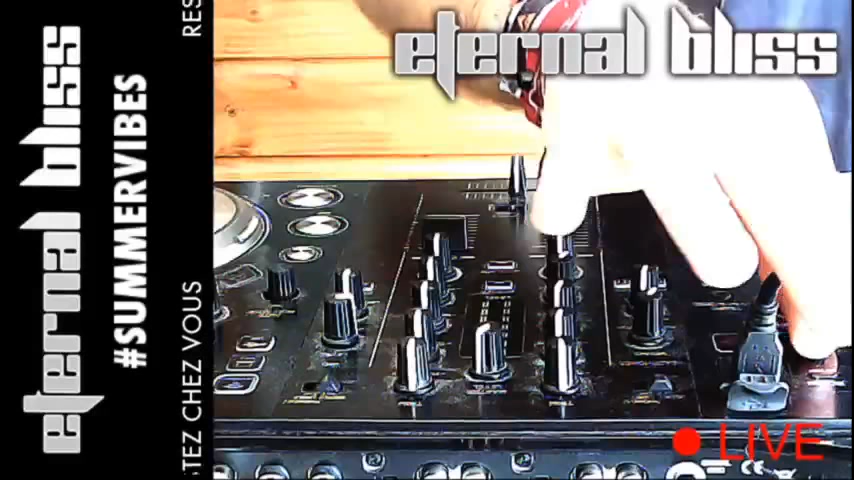 eternal bliss
#SUMMERVIBES
RES
TEZ CHEZ VOUS
eternal bliss
LIVE